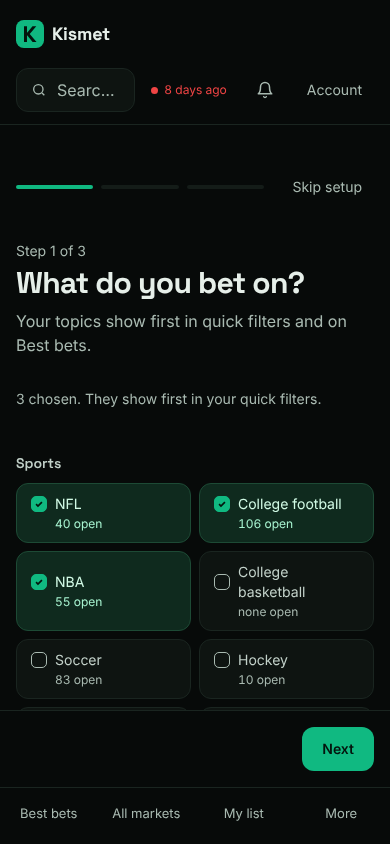 Kismet
Searc...
8 days ago
Account
Skip setup
Step 1 of 3
What do you bet on?
Your topics show first in quick filters and on
Best bets.
3 chosen. They show first in your quick filters.
Sports
NFL
40 open
College football
106 open
NBA
55 open
College
basketball
none open
Soccer
83 open
Hockey
10 open
Next
Best bets
All markets
My list
More